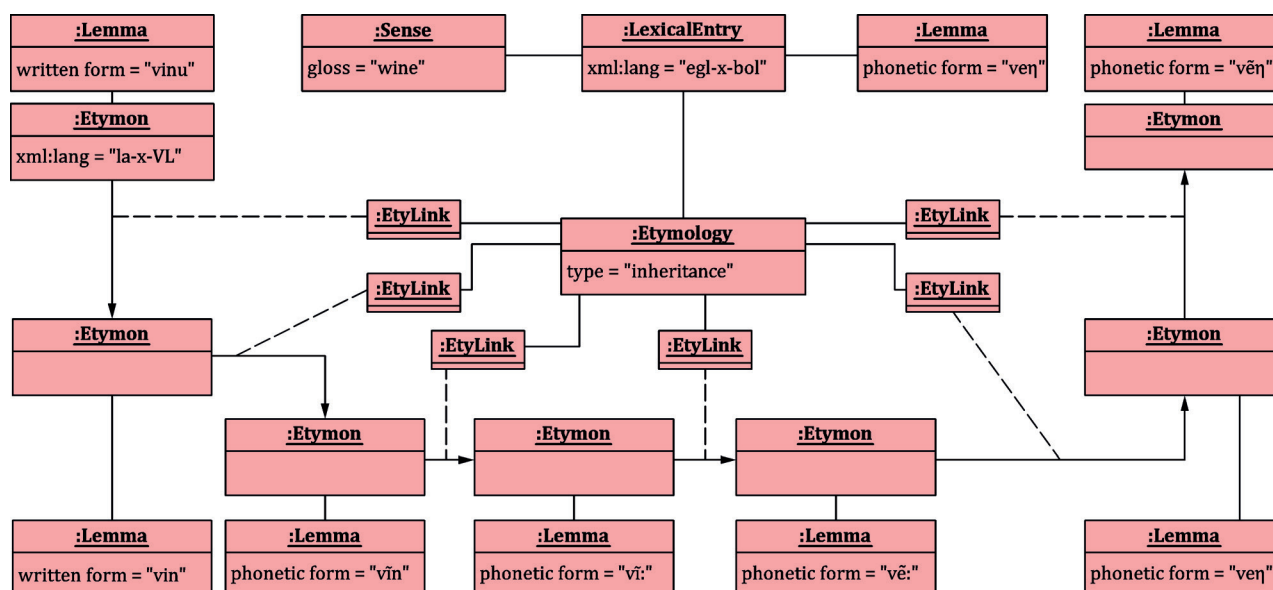 :Lemma
written form = "vinu"
:Sense
gloss = "wine"
:LexicalEntry
xml:lang = "egl-x-bol"
:Lemma
phonetic form = "veƞ"
:Lemma
phonetic form = "vẽƞ"
:Etymon
xml:lang = "la-x-VL"
:Etymon
:EtyLink
:EtyLink
:Etymology
type = "inheritance"
:EtyLink
:EtyLink
:Etymon
:EtyLink
:EtyLink
:Etymon
:Etymon
:Etymon
:Etymon
:Lemma
written form = "vin"
:Lemma
phonetic form = "vĩn"
:Lemma
phonetic form = "vĩ:"
:Lemma
phonetic form = "vẽ:"
:Lemma
phonetic form = "veƞ"